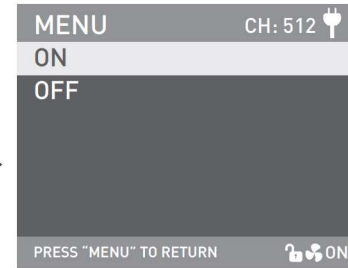 MENU CH: 512
ON
OFF
PRESS “MENU” TO RETURN ON